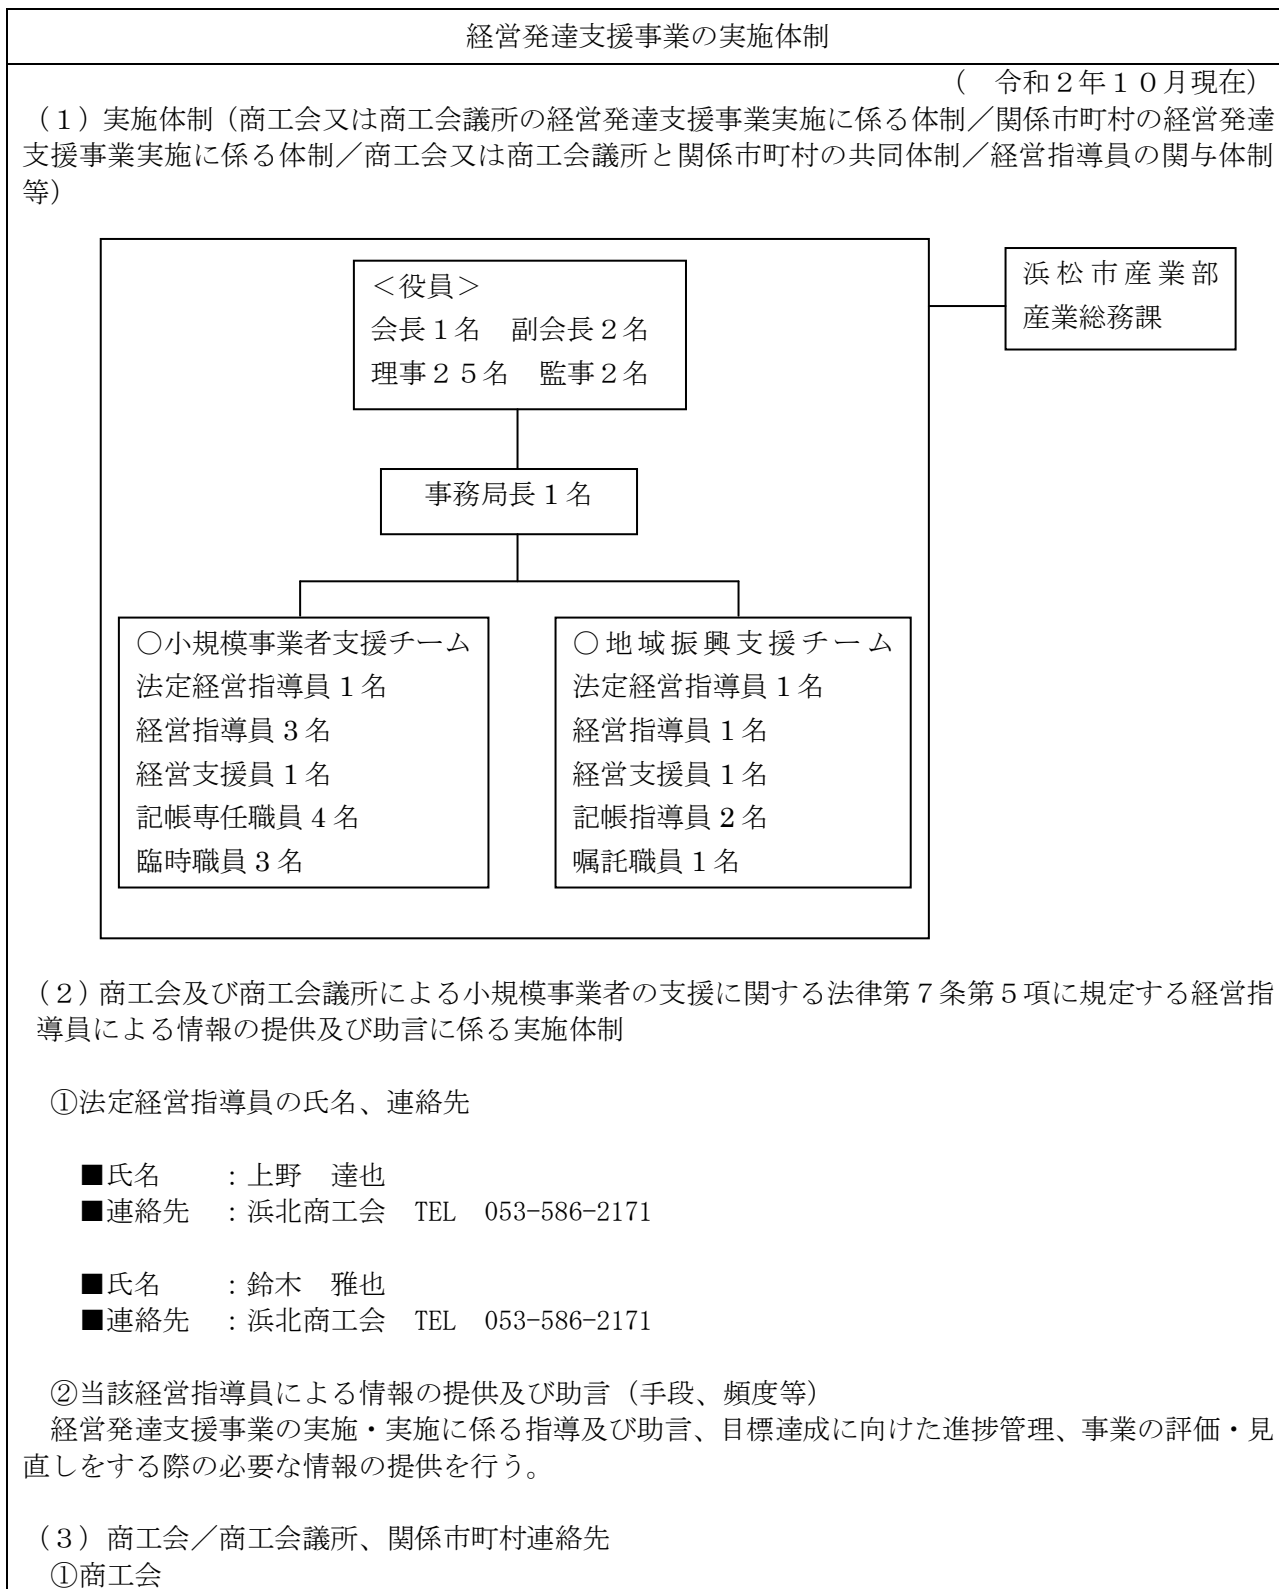 経営発達支援事業の実施体制
（　令和２年１０月現在）
（１）実施体制（商工会又は商工会議所の経営発達支援事業実施に係る体制／関係市町村の経営発達
支援事業実施に係る体制／商工会又は商工会議所と関係市町村の共同体制／経営指導員の関与体制
等）
＜役員＞
会長１名　副会長２名
理事２５名　監事２名
浜松市産業部
産業総務課
事務局長１名
○小規模事業者支援チーム
法定経営指導員１名
経営指導員３名
経営支援員１名
記帳専任職員４名
臨時職員３名
○地域振興支援チーム
法定経営指導員１名
経営指導員１名
経営支援員１名
記帳指導員２名
嘱託職員１名
（２）商工会及び商工会議所による小規模事業者の支援に関する法律第７条第５項に規定する経営指
導員による情報の提供及び助言に係る実施体制
①法定経営指導員の氏名、連絡先
■氏名　　：上野　達也
■連絡先　：浜北商工会　TEL　053-586-2171
■氏名　　：鈴木　雅也
■連絡先　：浜北商工会　TEL　053-586-2171
②当該経営指導員による情報の提供及び助言（手段、頻度等）
経営発達支援事業の実施・実施に係る指導及び助言、目標達成に向けた進捗管理、事業の評価・見
直しをする際の必要な情報の提供を行う。
（３）商工会／商工会議所、関係市町村連絡先
①商工会